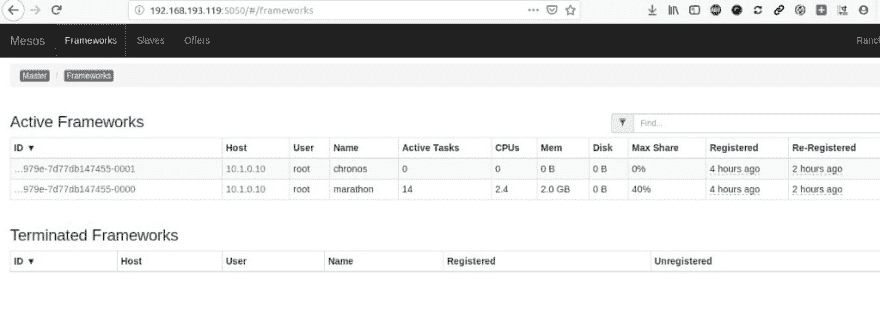 192.168.193.119:5050/#/frameworks
Mesos Frameworks Slaves Offers
Master / Frameworks
Active Frameworks
Find...
ID ▼ Host User Name Active Tasks CPUs Mem Disk Max Share Registered Re-Registered
…979e-7d77db147455-0001 10.1.0.10 root chronos 0 0 0 B 0 B 0% 4 hours ago 2 hours ago
…979e-7d77db147455-0000 10.1.0.10 root marathon 14 2.4 2.0 GB 0 B 40% 4 hours ago 2 hours ago
Terminated Frameworks
ID ▼ Host User Name Registered Unregistered